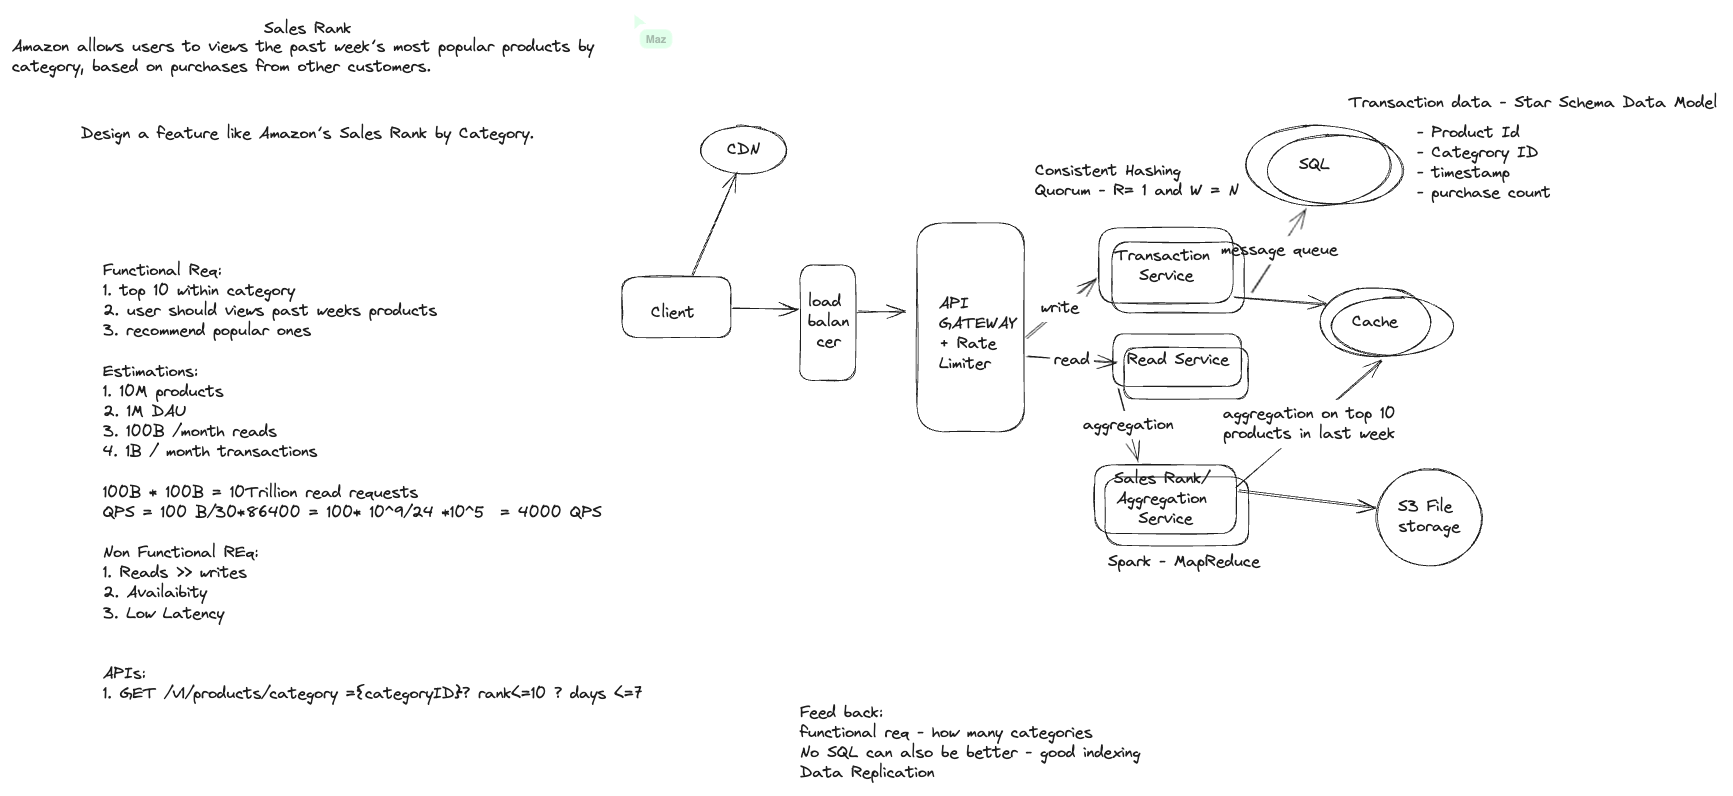 Sales Rank
Amazon allows users to views the past week's most popular products by
category, based on purchases from other customers.
Maz
Design a feature like Amazon's Sales Rank by Category.
Functional Req:
1. top 10 within category
2. user should views past weeks products
3. recommend popular ones
Estimations:
1. 10M products
2. 1M DAU
3. 100B /month reads
4. 1B / month transactions
100B * 100B = 10Trillion read requests
QPS = 100 B/30*86400 = 100* 10^9/24 *10^5 = 4000 QPS
Non Functional REq:
1. Reads >> writes
2. Availaibity
3. Low Latency
APIs:
1. GET /v1/products/category ={categoryID}? rank<=10 ? days <=7
CDN
Client
load
balan
cer
API
GATEWAY
+ Rate
Limiter
write
read
Consistent Hashing
Quorum - R= 1 and W = N
Transaction
Service
message queue
Read Service
aggregation
Sales Rank/
Aggregation
Service
Spark - MapReduce
Transaction data - Star Schema Data Model
- Product Id
- Categrory ID
- timestamp
- purchase count
SQL
Cache
aggregation on top 10
products in last week
S3 File
storage
Feed back:
functional req - how many categories
No SQL can also be better - good indexing
Data Replication